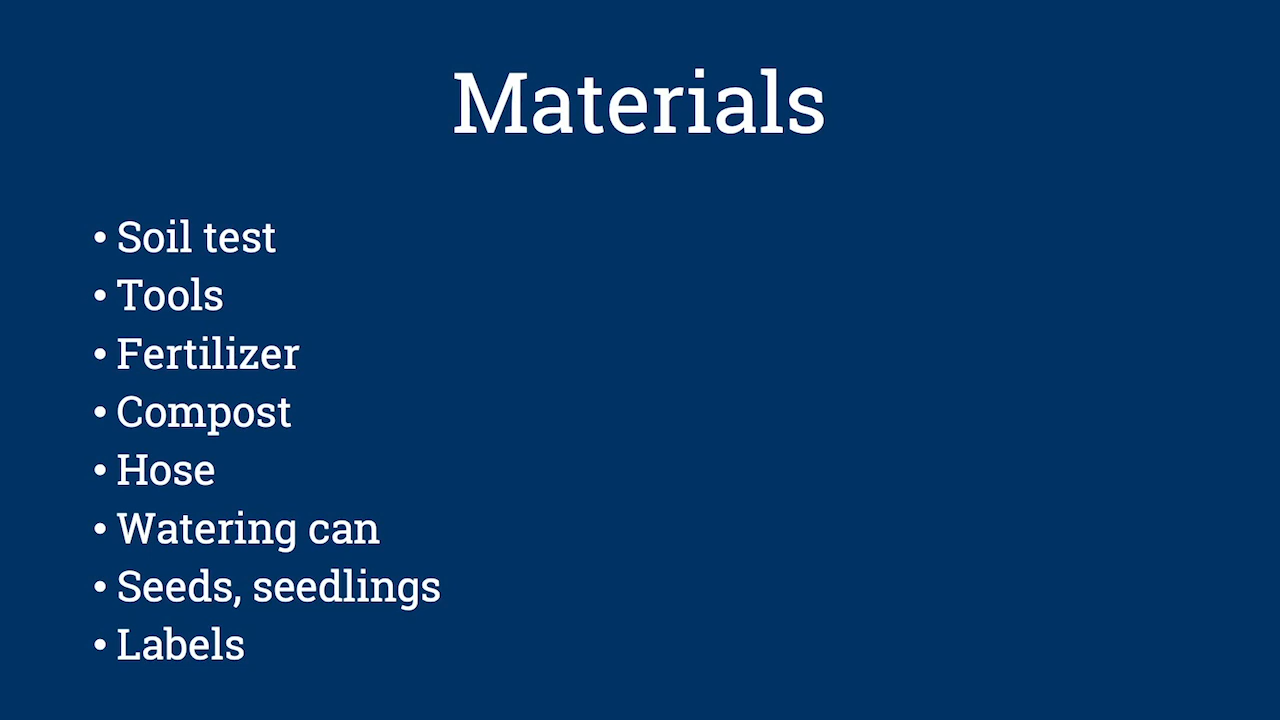 Materials
• Soil test
• Tools
• Fertilizer
• Compost
• Hose
• Watering can
• Seeds, seedlings
• Labels